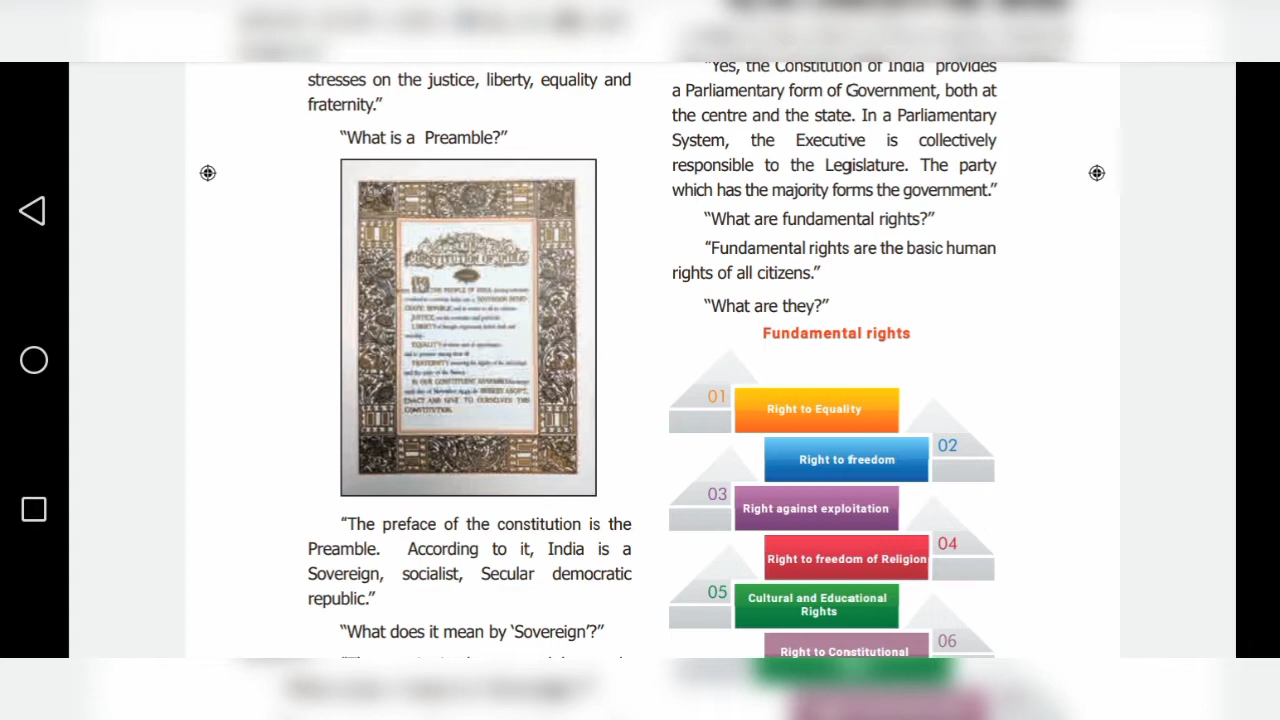 stresses on the justice, liberty, equality and
fraternity.”
“What is a Preamble?”
CONSTITUTION OF INDIA
“The preface of the constitution is the
Preamble. According to it, India is a
Sovereign, socialist, Secular democratic
republic.”
“What does it mean by ‘Sovereign’?”
“Yes, the Constitution of India provides
a Parliamentary form of Government, both at
the centre and the state. In a Parliamentary
System, the Executive is collectively
responsible to the Legislature. The party
which has the majority forms the government.”
“What are fundamental rights?”
“Fundamental rights are the basic human
rights of all citizens.”
“What are they?”
Fundamental rights
01
Right to Equality
Right to freedom
02
03
Right against exploitation
Right to freedom of Religion
04
05
Cultural and Educational
Rights
Right to Constitutional
06